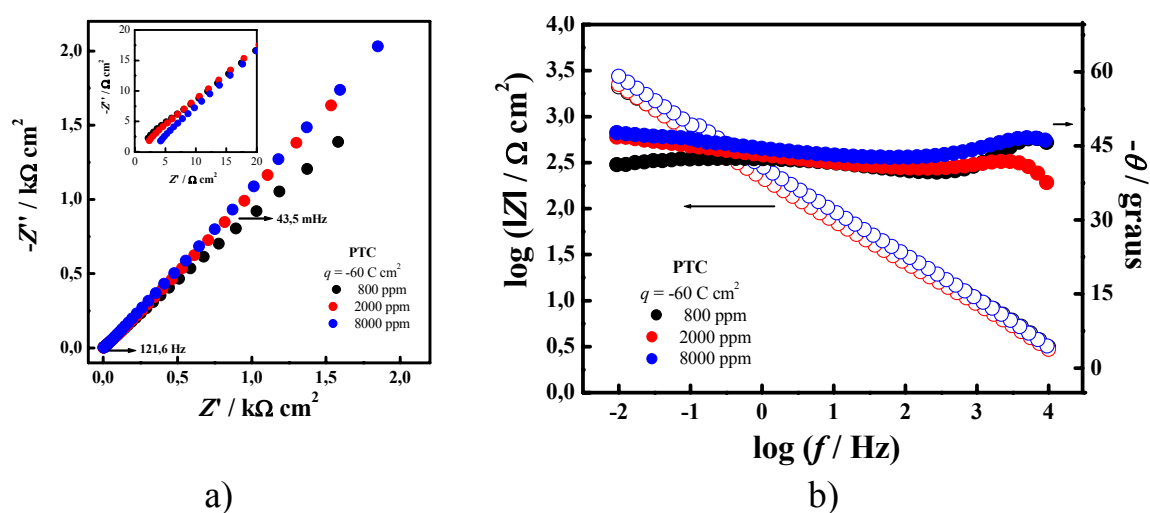 20
15
10
5
0
0 5 10 15 20
-Z'' / Ω cm²
Z' / Ω cm²
2,0
1,5
1,0
0,5
0,0
-Z'' / kΩ cm²
43,5 mHz
PTC
q = -60 C cm²
800 ppm
2000 ppm
8000 ppm
121,6 Hz
0,0 0,5 1,0 1,5 2,0
Z' / kΩ cm²
a)
4,0
3,5
3,0
2,5
2,0
1,5
1,0
0,5
0,0
log (|Z| / Ω cm²)
PTC
q = -60 C cm²
800 ppm
2000 ppm
8000 ppm
60
45
30
15
0
-θ / graus
-2 -1 0 1 2 3 4
log (f / Hz)
b)